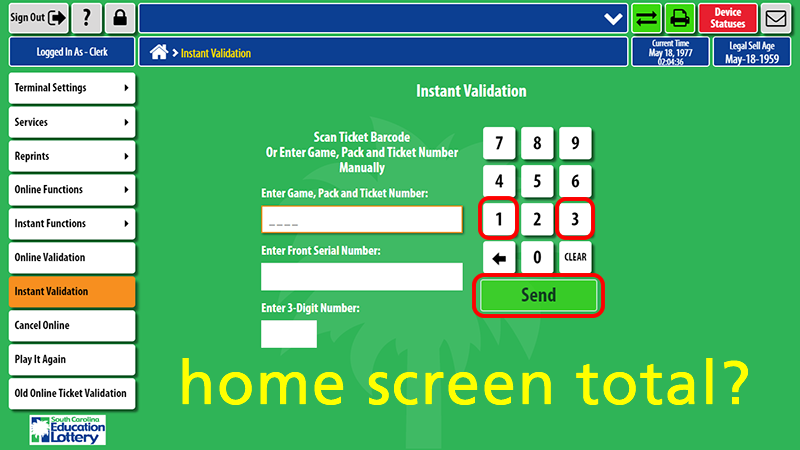 Sign Out
?
Device
Statuses
Logged In As - Clerk
> Instant Validation
Current Time
May 18, 1977
02:04:36
Legal Sell Age
May-18-1959
Terminal Settings
Services
Reprints
Online Functions
Instant Functions
Online Validation
Instant Validation
Cancel Online
Play It Again
Old Online Ticket Validation
South Carolina
Education
Lottery
Instant Validation
Scan Ticket Barcode
Or Enter Game, Pack and Ticket Number
Manually
Enter Game, Pack and Ticket Number:
_ _ _ _
Enter Front Serial Number:
Enter 3-Digit Number:
7 8 9
4 5 6
1 2 3
0 CLEAR
Send
home screen total?